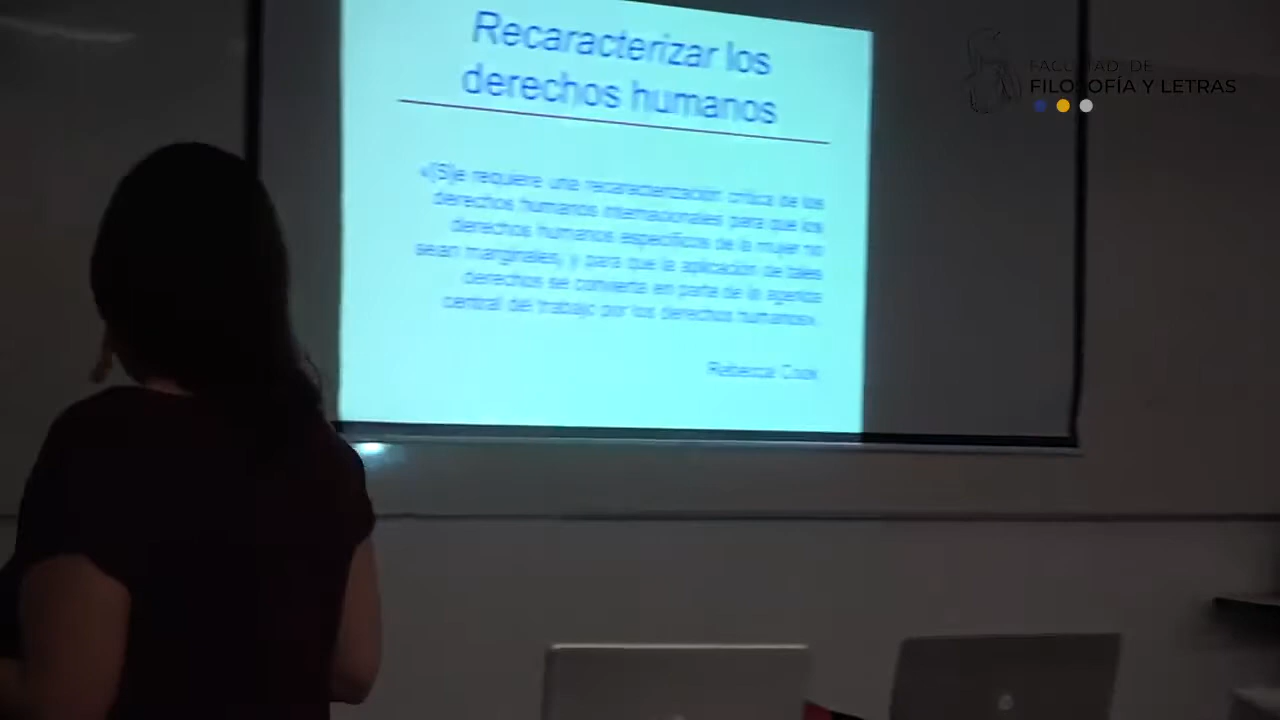 Recaracterizar los
derechos humanos
«[S]e requiere una recaracterización crítica de los
derechos humanos internacionales para que los
derechos humanos específicos de la mujer no
sean marginales, y para que la aplicación de tales
derechos se convierta en parte de la agenda
central del trabajo por los derechos humanos».
Rebecca Cook
FACULTAD DE
FILOSOFÍA Y LETRAS